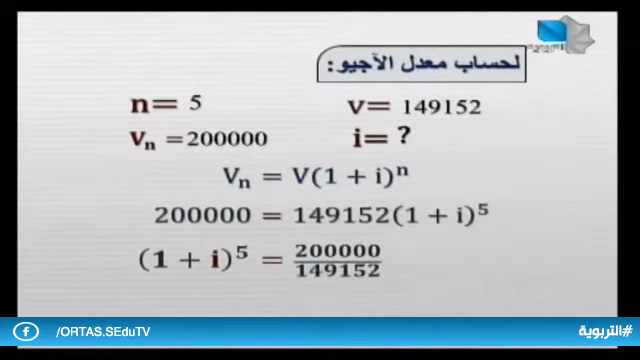 لحساب معدل الآجيو:
n= 5
V= 149152
Vn =200000
i= ?
Vn = V(1 + i)ⁿ
200000 = 149152(1 + i)⁵
(1 + i)⁵ = 200000/149152
/ORTAS.SEduTV
#التربوية